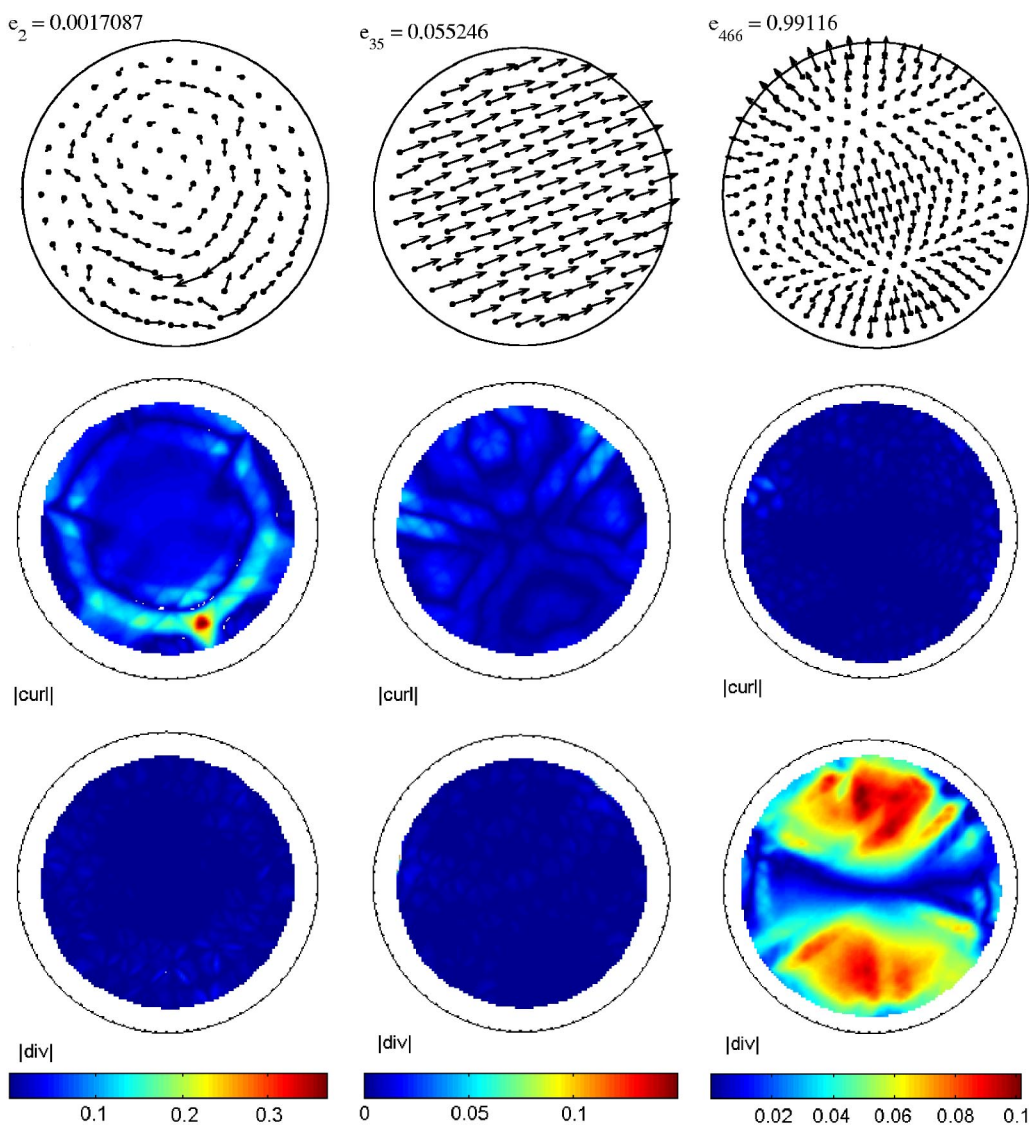 e2 = 0.0017087
e35 = 0.055246
e466 = 0.99116
|curl|
|curl|
|curl|
|div|
|div|
|div|
0.1 0.2 0.3
0 0.05 0.1
0.02 0.04 0.06 0.08 0.1